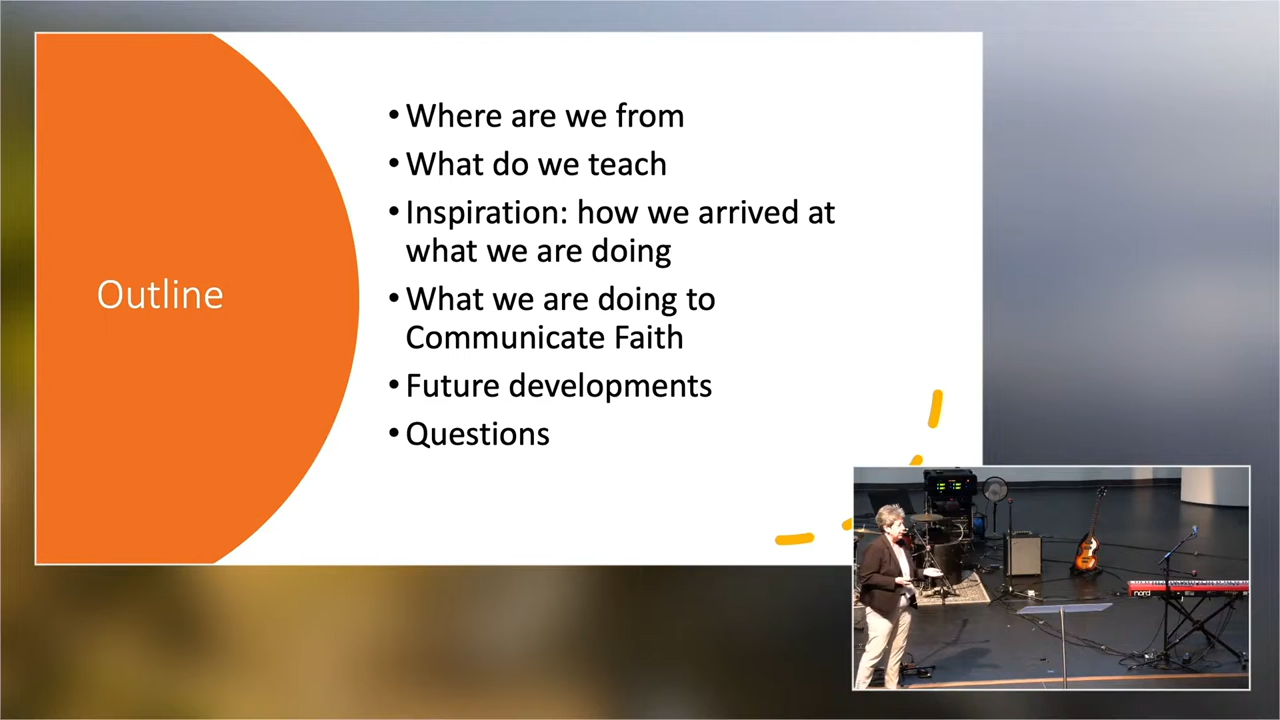 Outline
• Where are we from
• What do we teach
• Inspiration: how we arrived at
what we are doing
• What we are doing to
Communicate Faith
• Future developments
• Questions
nord